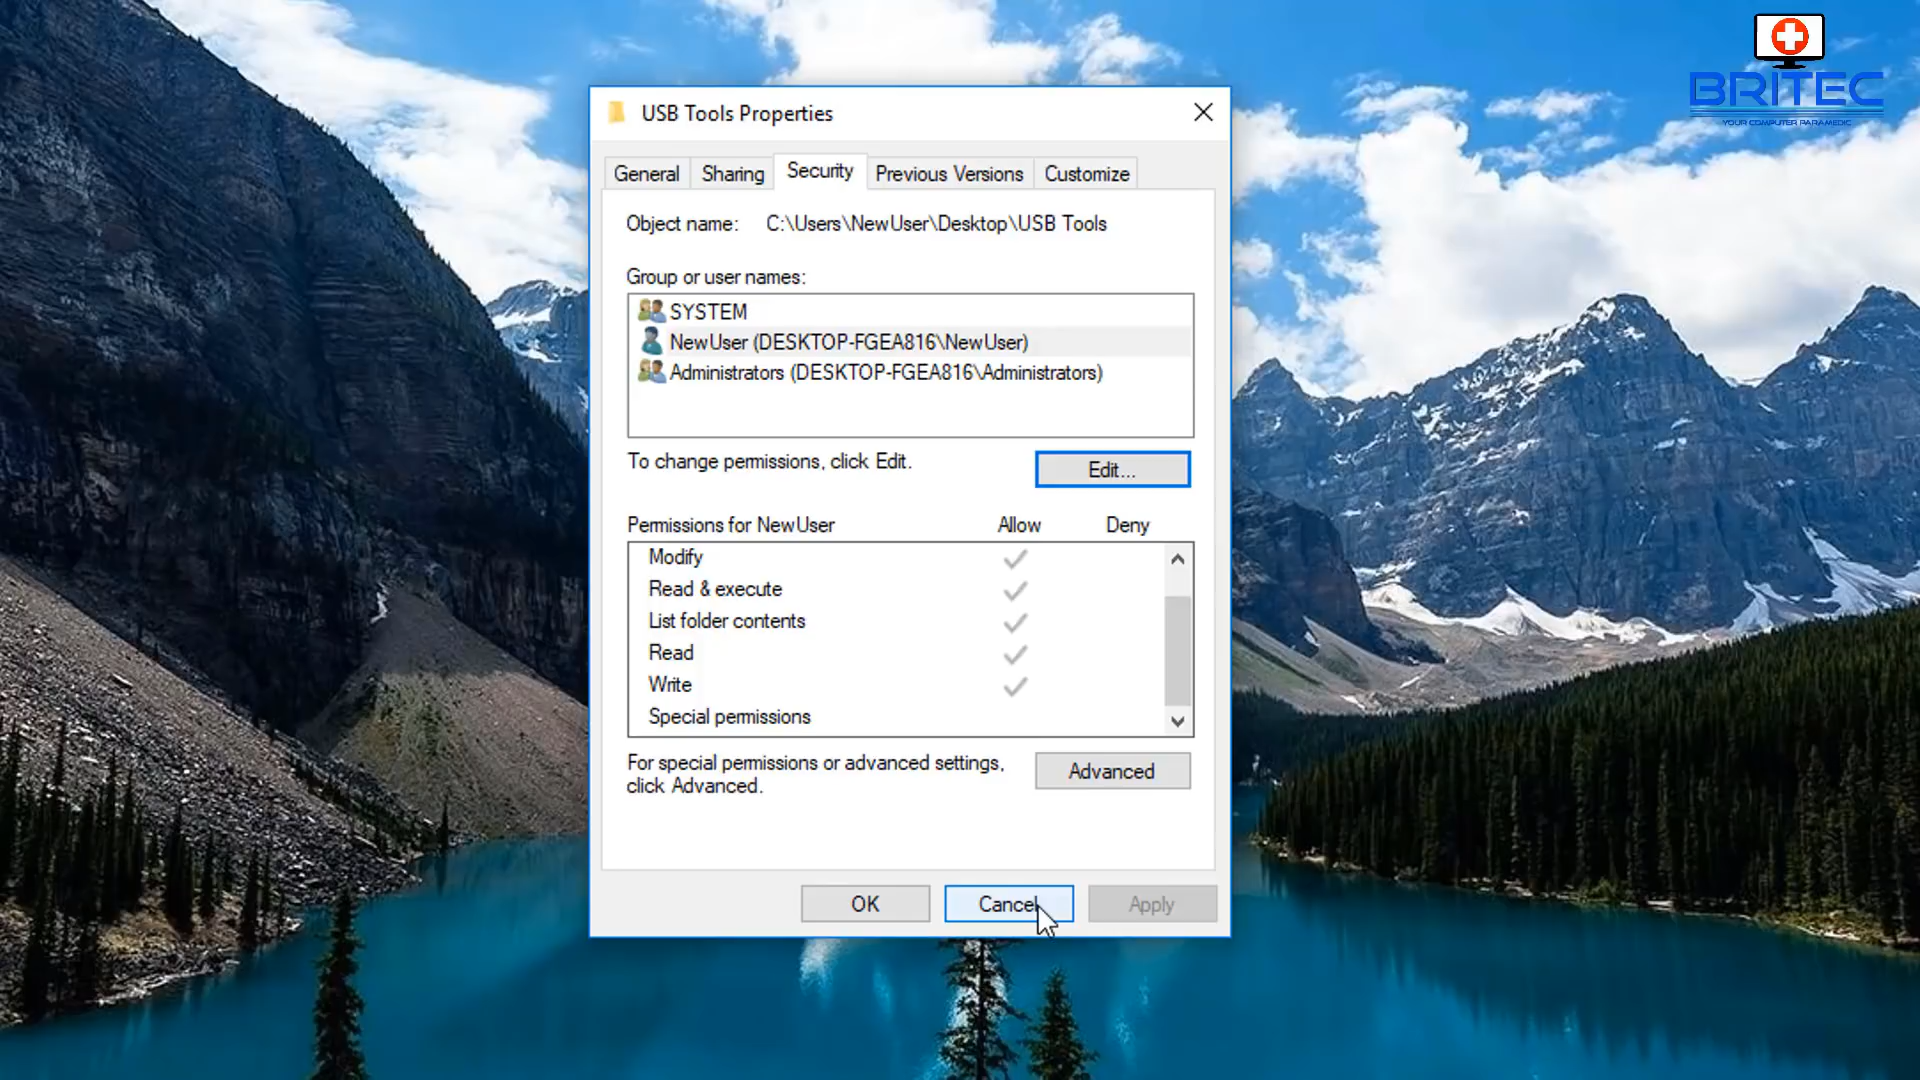 BRITEC
YOUR COMPUTER PARAMEDIC
USB Tools Properties
General Sharing Security Previous Versions Customize
Object name: C:\Users\NewUser\Desktop\USB Tools
Group or user names:
SYSTEM
NewUser (DESKTOP-FGEA816\NewUser)
Administrators (DESKTOP-FGEA816\Administrators)
To change permissions, click Edit.
Edit...
Permissions for NewUser Allow Deny
Modify
Read & execute
List folder contents
Read
Write
Special permissions
For special permissions or advanced settings,
click Advanced.
Advanced
OK Cancel Apply